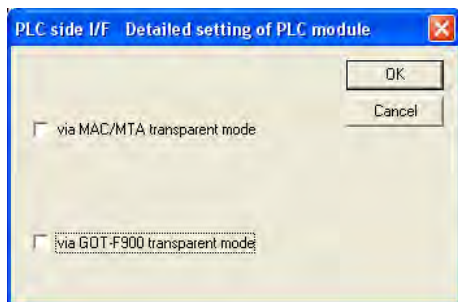 PLC side I/F Detailed setting of PLC module
OK
Cancel
via MAC/MTA transparent mode
via GOT-F900 transparent mode